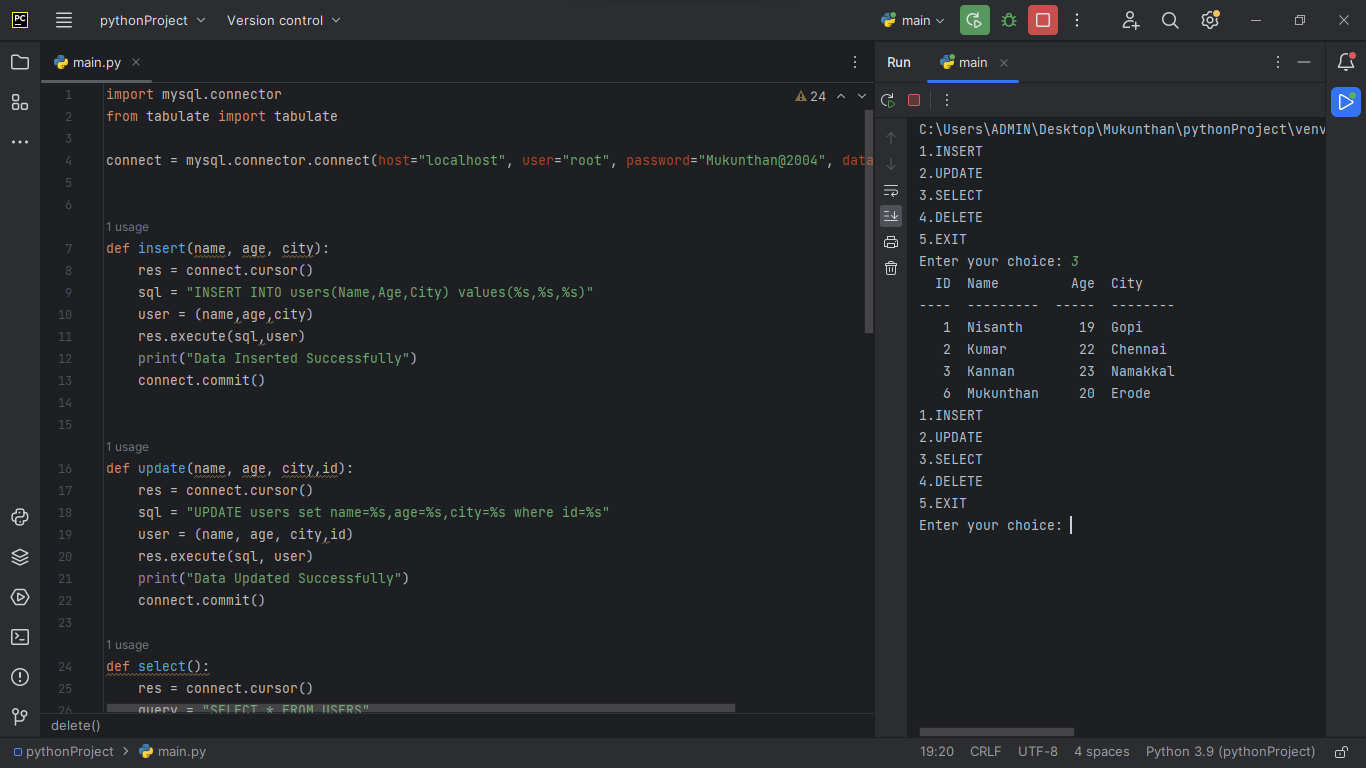 PC pythonProject Version control main
main.py
24
1 import mysql.connector
2 from tabulate import tabulate
3
4 connect = mysql.connector.connect(host="localhost", user="root", password="Mukunthan@2004", data
5
6
1 usage
7 def insert(name, age, city):
8 res = connect.cursor()
9 sql = "INSERT INTO users(Name,Age,City) values(%s,%s,%s)"
10 user = (name,age,city)
11 res.execute(sql,user)
12 print("Data Inserted Successfully")
13 connect.commit()
14
15
1 usage
16 def update(name, age, city,id):
17 res = connect.cursor()
18 sql = "UPDATE users set name=%s,age=%s,city=%s where id=%s"
19 user = (name, age, city,id)
20 res.execute(sql, user)
21 print("Data Updated Successfully")
22 connect.commit()
23
1 usage
24 def select():
25 res = connect.cursor()
26 query = "SELECT * FROM USERS"
delete()
Run main
C:\Users\ADMIN\Desktop\Mukunthan\pythonProject\venv
1.INSERT
2.UPDATE
3.SELECT
4.DELETE
5.EXIT
Enter your choice: 3
ID Name Age City
---- --------- ----- --------
1 Nisanth 19 Gopi
2 Kumar 22 Chennai
3 Kannan 23 Namakkal
6 Mukunthan 20 Erode
1.INSERT
2.UPDATE
3.SELECT
4.DELETE
5.EXIT
Enter your choice:
pythonProject main.py 19:20 CRLF UTF-8 4 spaces Python 3.9 (pythonProject)